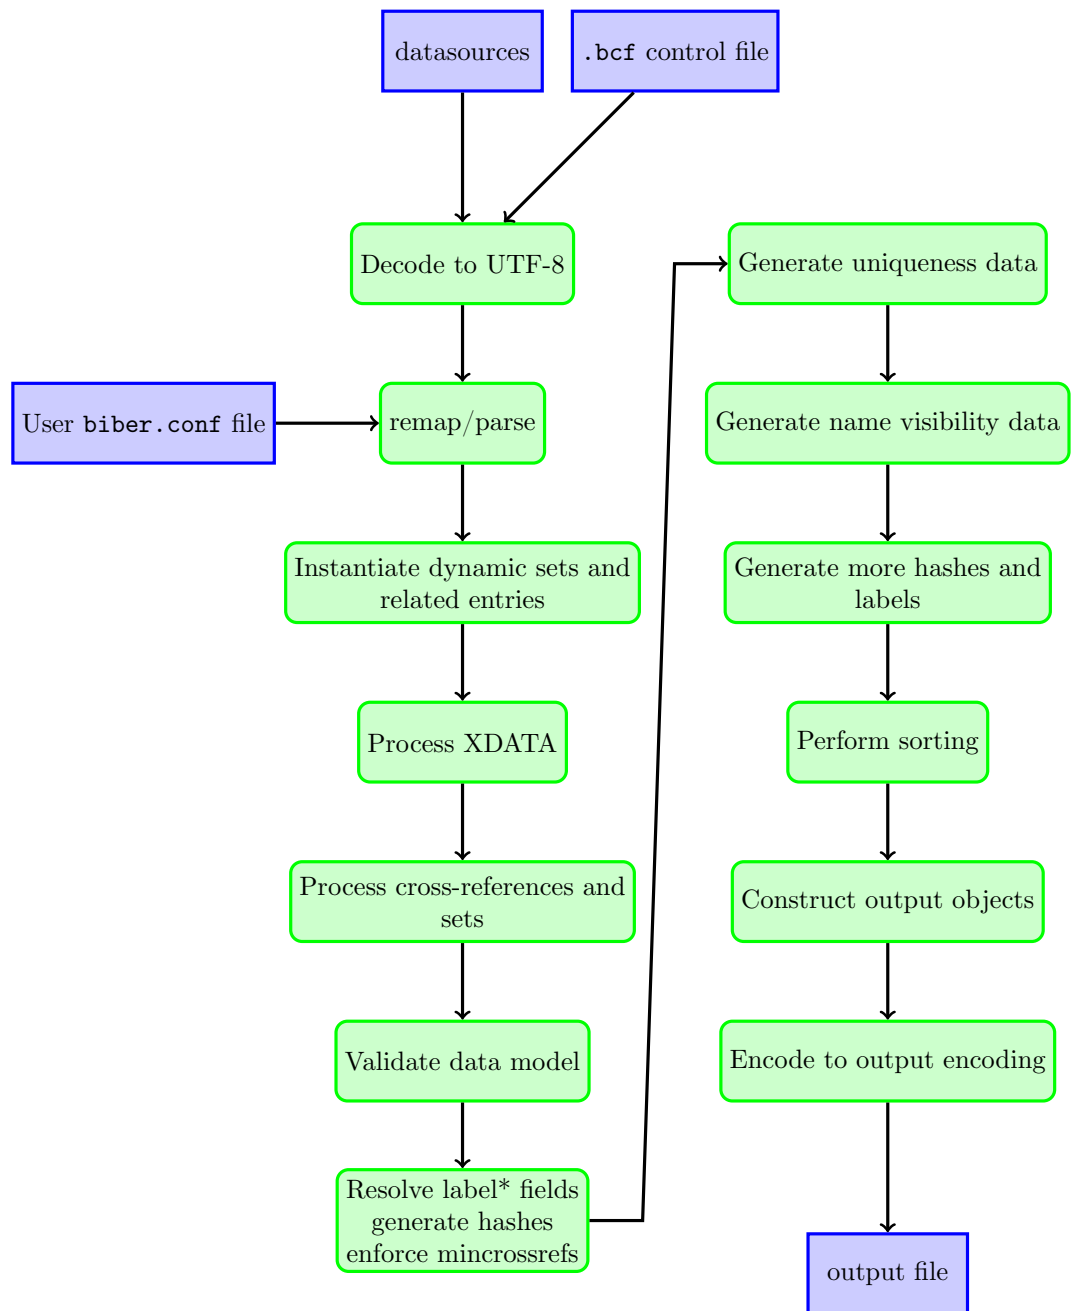 datasources
.bcf control file
Decode to UTF-8
User biber.conf file
remap/parse
Instantiate dynamic sets and
related entries
Process XDATA
Process cross-references and
sets
Validate data model
Resolve label* fields
generate hashes
enforce mincrossrefs
Generate uniqueness data
Generate name visibility data
Generate more hashes and
labels
Perform sorting
Construct output objects
Encode to output encoding
output file